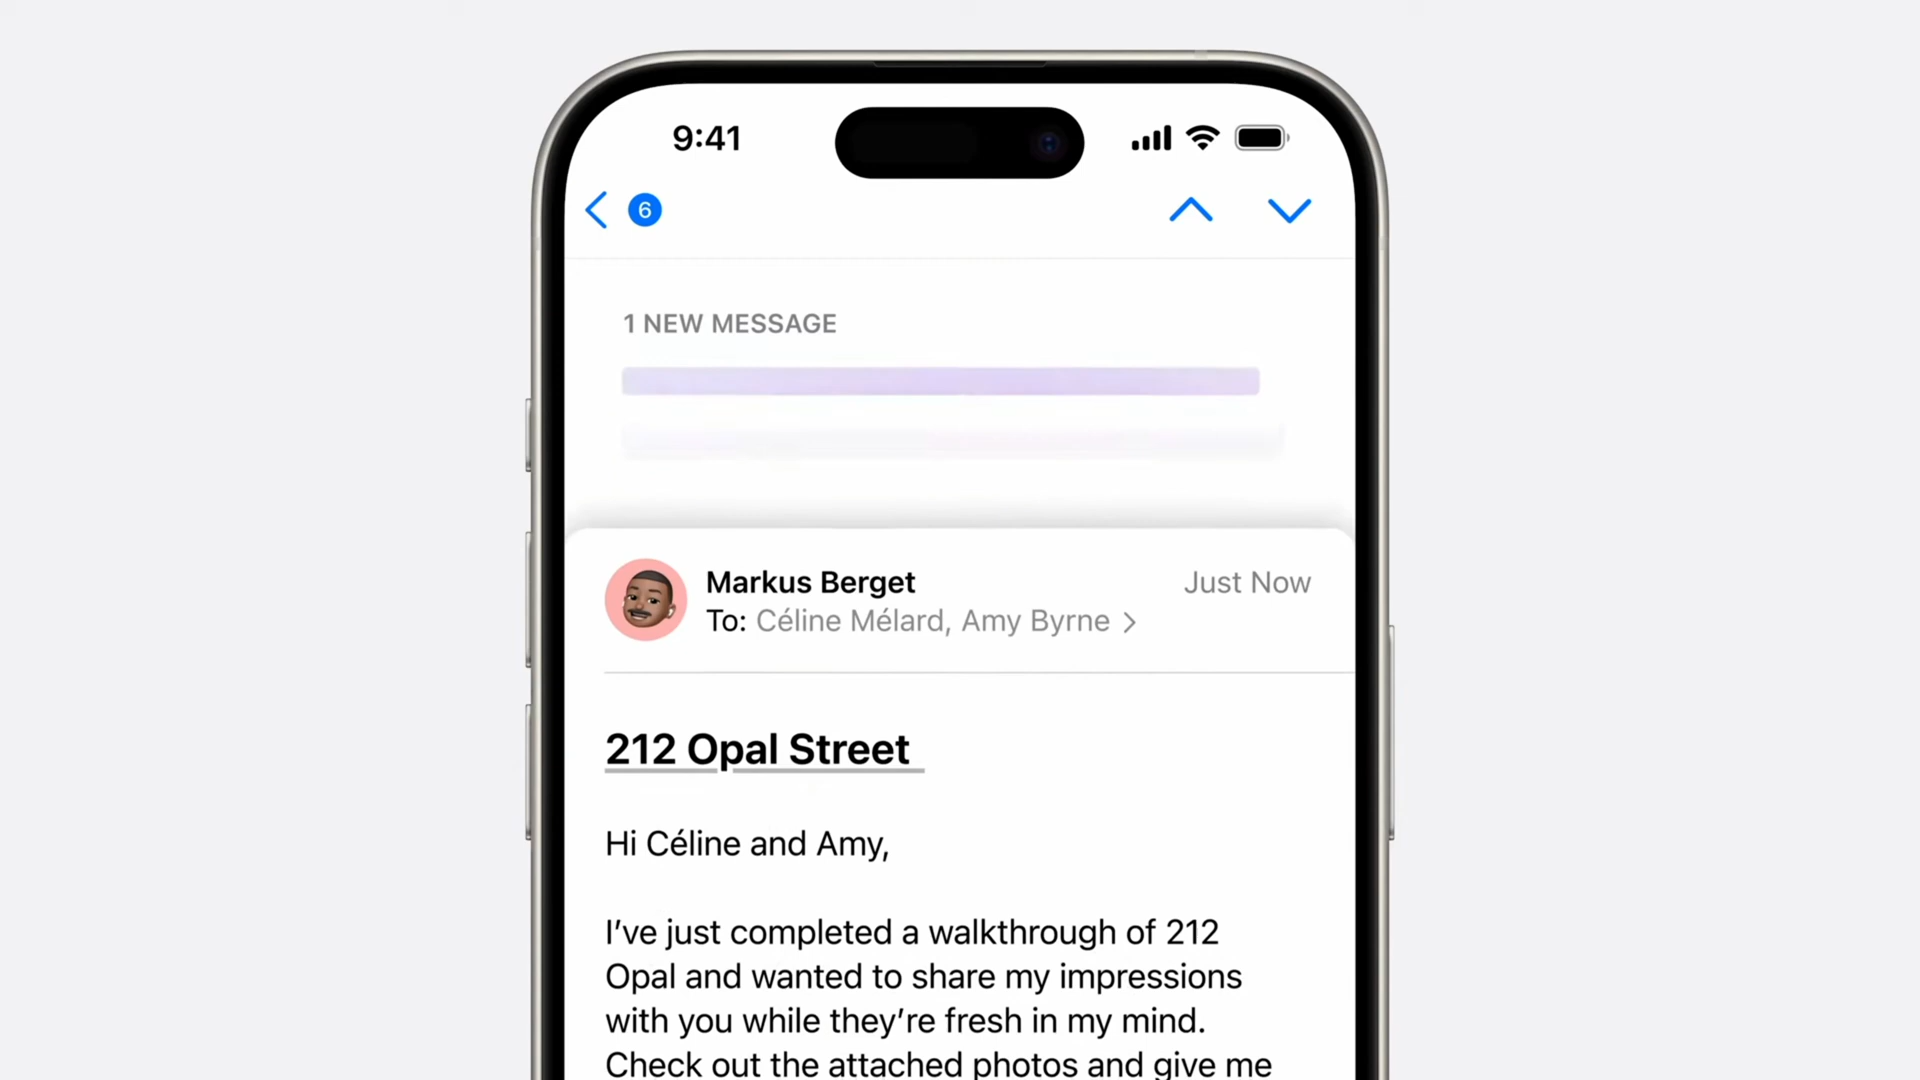 9:41
6
1 NEW MESSAGE
Markus Berget
Just Now
To: Céline Mélard, Amy Byrne
212 Opal Street
Hi Céline and Amy,
I’ve just completed a walkthrough of 212
Opal and wanted to share my impressions
with you while they’re fresh in my mind.
Check out the attached photos and give me